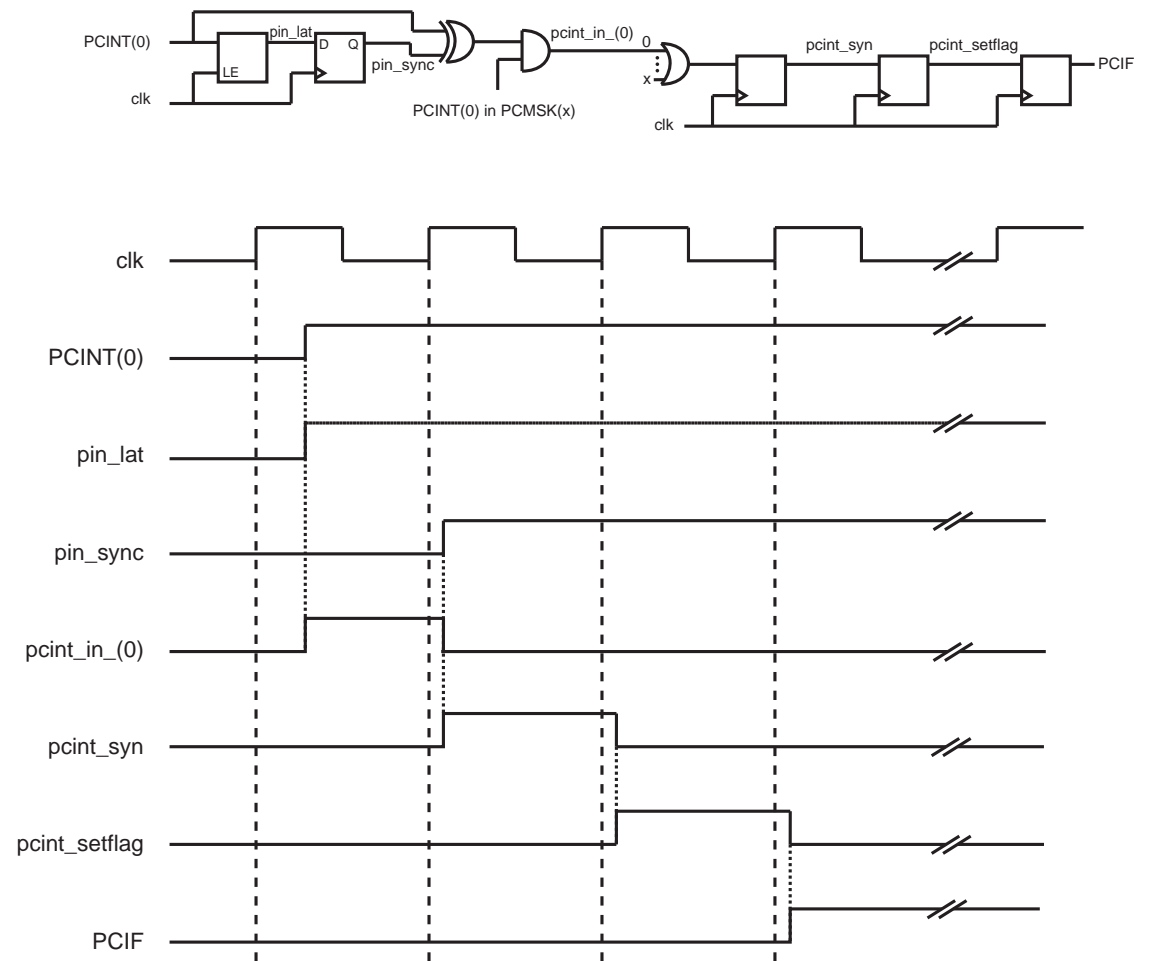 PCINT(0)
pin_lat
LE
D Q
pin_sync
clk
pcint_in_(0)
PCINT(0) in PCMSK(x)
0
x
clk
pcint_syn
pcint_setflag
PCIF
clk
PCINT(0)
pin_lat
pin_sync
pcint_in_(0)
pcint_syn
pcint_setflag
PCIF